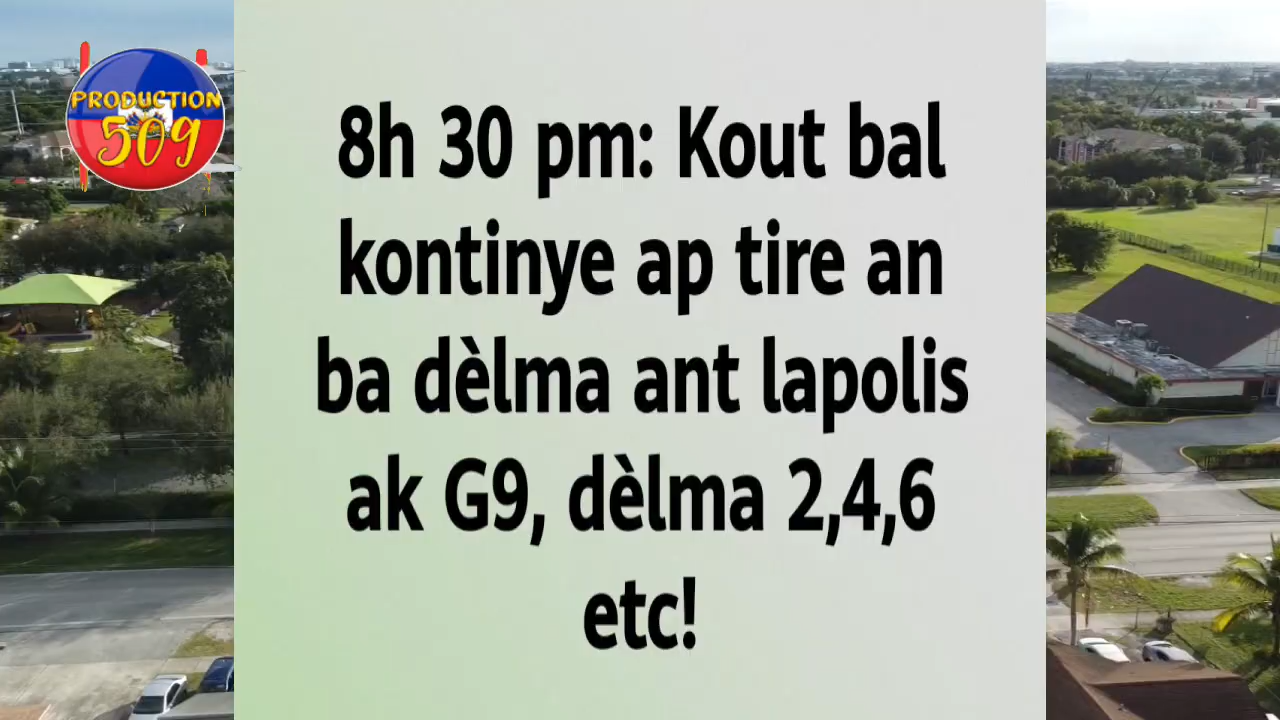 PRODUCTION
509
8h 30 pm: Kout bal
kontinye ap tire an
ba dèlma ant lapolis
ak G9, dèlma 2,4,6
etc!